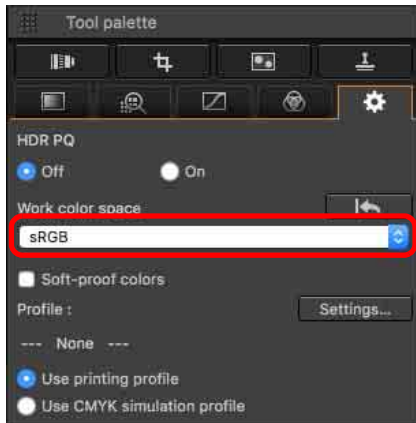 Tool palette
HDR PQ
Off On
Work color space
sRGB
Soft-proof colors
Profile : Settings...
--- None ---
Use printing profile
Use CMYK simulation profile